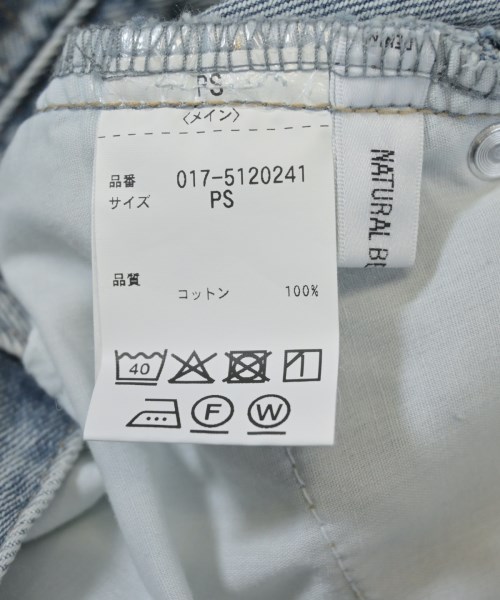 PS
〈メイン〉
品番 017-5120241
サイズ PS
品質 コットン 100%
40
F W
NATURAL BE